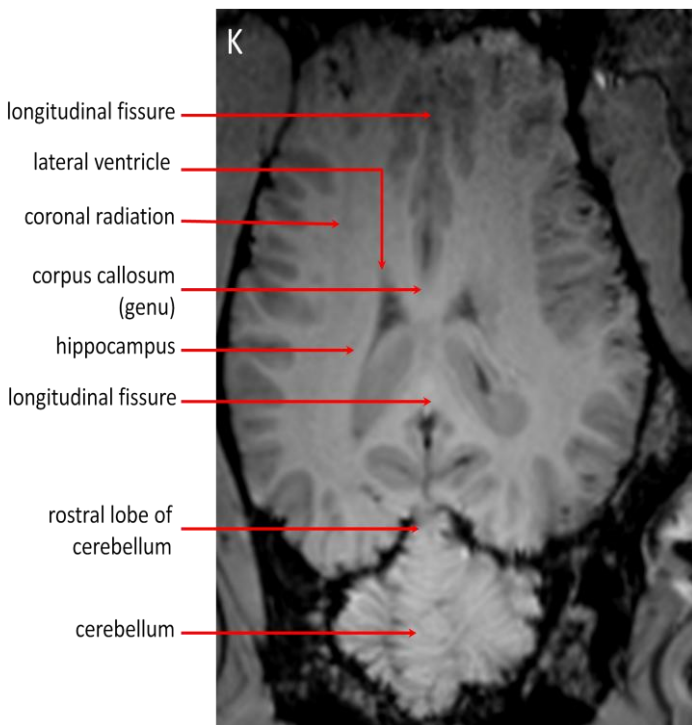 K
longitudinal fissure
lateral ventricle
coronal radiation
corpus callosum
(genu)
hippocampus
longitudinal fissure
rostral lobe of
cerebellum
cerebellum